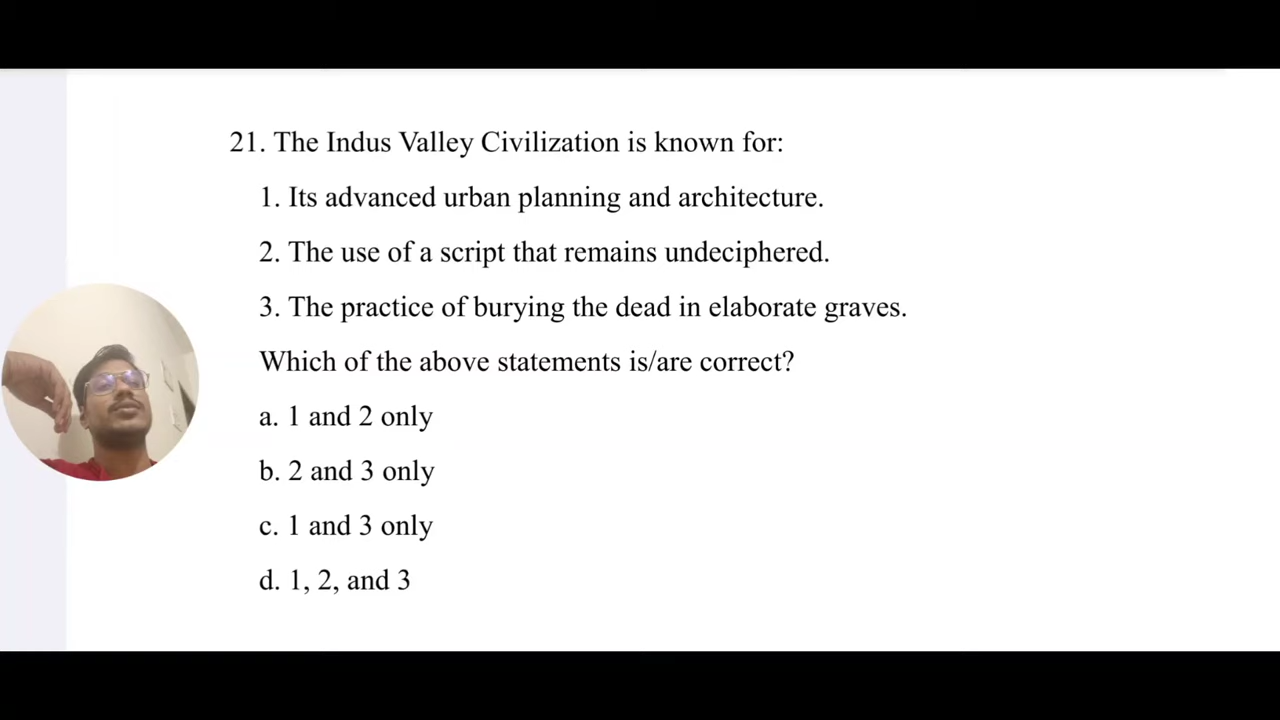 21. The Indus Valley Civilization is known for:
1. Its advanced urban planning and architecture.
2. The use of a script that remains undeciphered.
3. The practice of burying the dead in elaborate graves.
Which of the above statements is/are correct?
a. 1 and 2 only
b. 2 and 3 only
c. 1 and 3 only
d. 1, 2, and 3